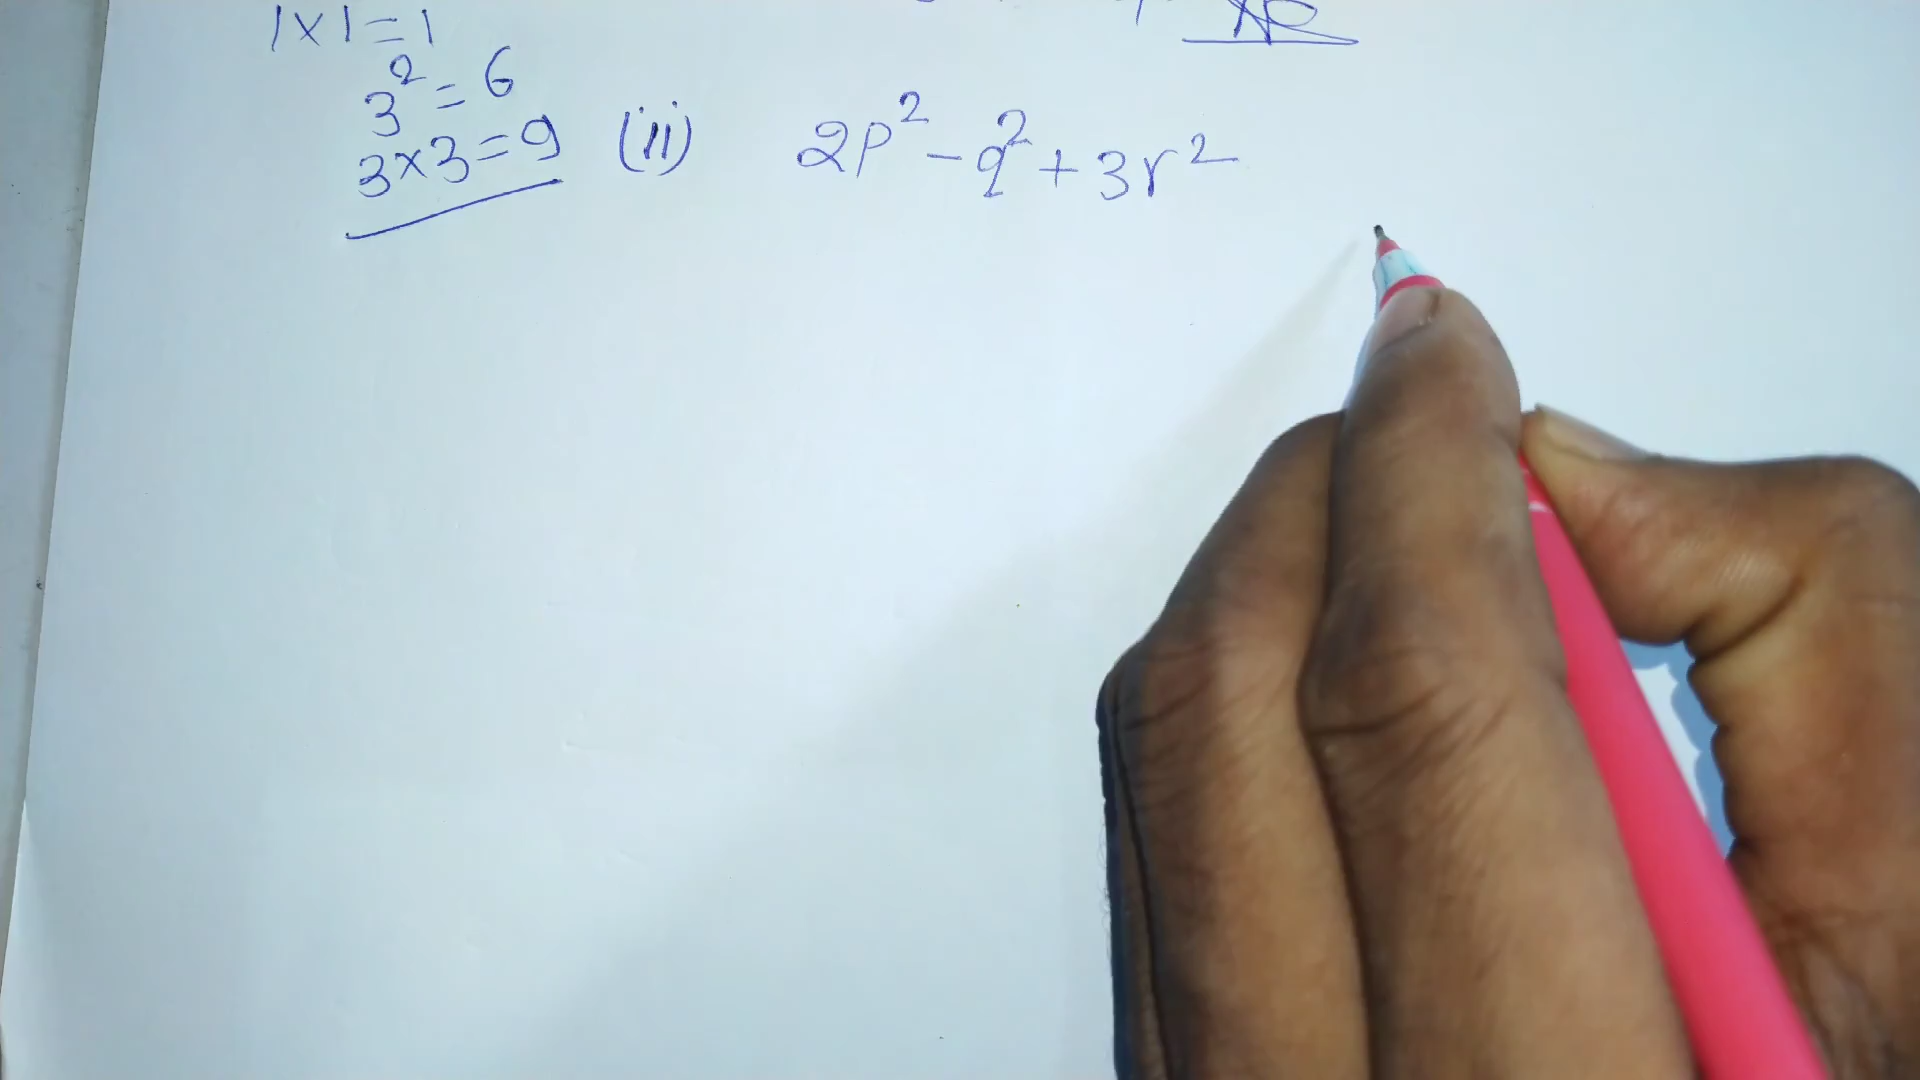 1×1=1
3²=6
3×3=9
(ii) 2p²-q²+3r²